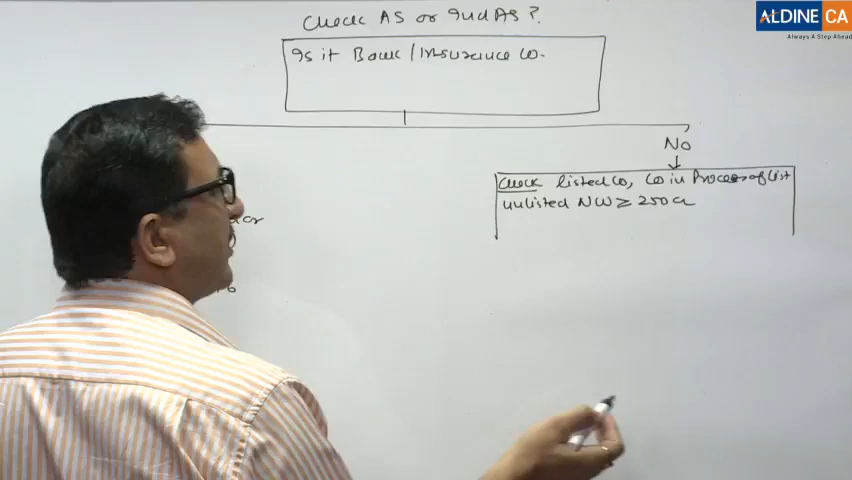 ALDINE CA
Always A Step Ahead
Check AS or Ind AS?
Is it Bank/Insurance co.
No
Check listed co, co in Process of list
unlisted NW ≥ 250 cr